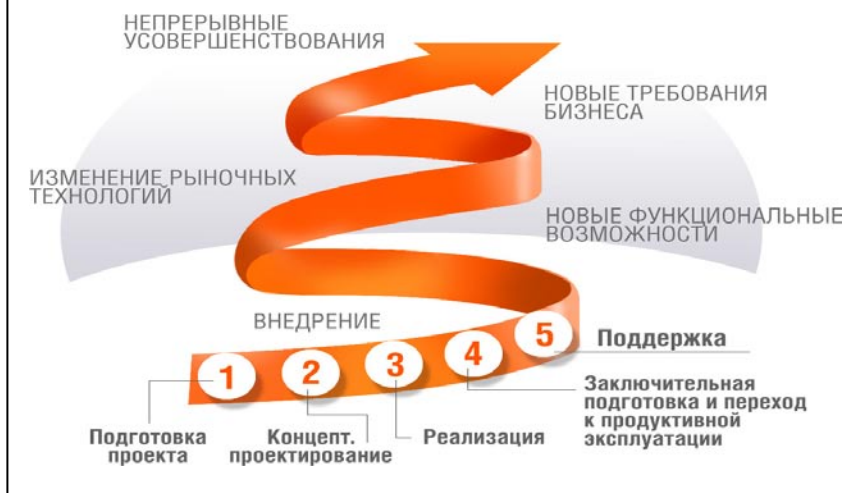 НЕПРЕРЫВНЫЕ
УСОВЕРШЕНСТВОВАНИЯ
НОВЫЕ ТРЕБОВАНИЯ
БИЗНЕСА
ИЗМЕНЕНИЕ РЫНОЧНЫХ
ТЕХНОЛОГИЙ
НОВЫЕ ФУНКЦИОНАЛЬНЫЕ
ВОЗМОЖНОСТИ
ВНЕДРЕНИЕ
1
2
3
4
5
Поддержка
Заключительная
подготовка и переход
к продуктивной
эксплуатации
Подготовка
проекта
Концепт.
проектирование
Реализация